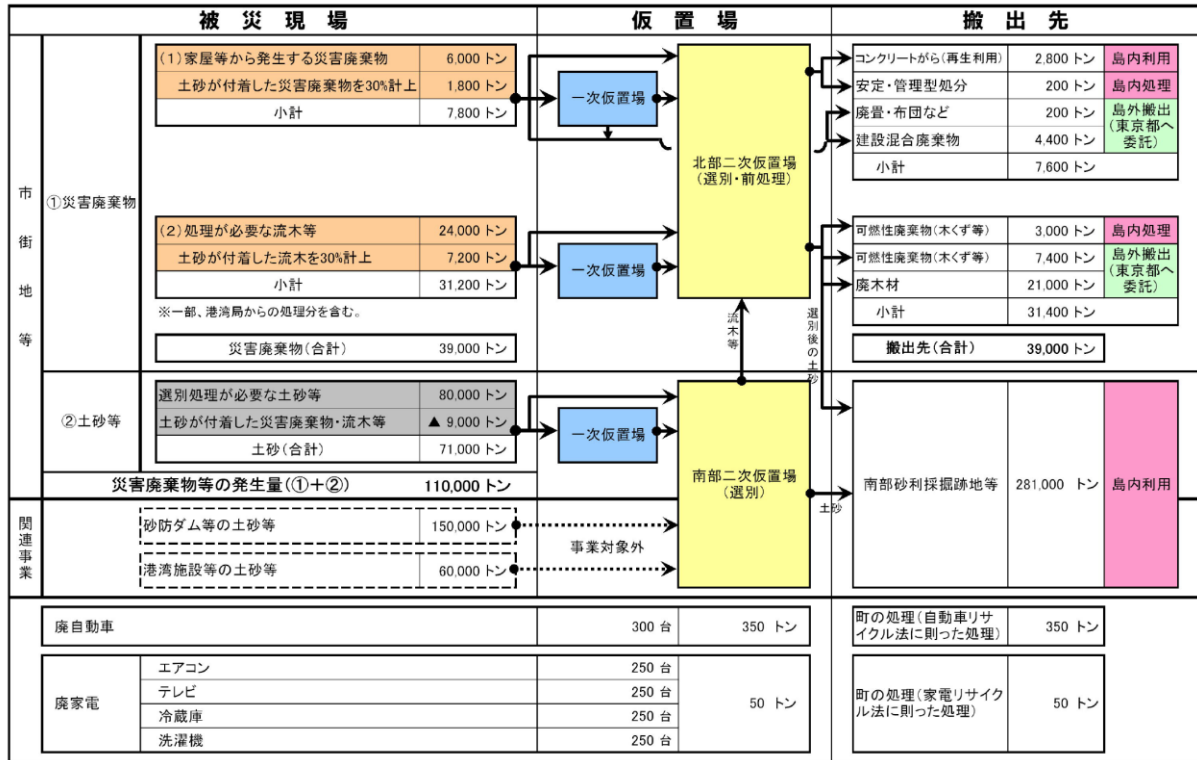 被災現場
仮置場
搬出先
市街地等
①災害廃棄物
(1)家屋等から発生する災害廃棄物 6,000 トン
土砂が付着した災害廃棄物を30%計上 1,800 トン
小計 7,800 トン
一次仮置場
北部二次仮置場
(選別・前処理)
コンクリートがら(再生利用) 2,800 トン 島内利用
安定・管理型処分 200 トン 島内処理
廃畳・布団など 200 トン
建設混合廃棄物 4,400 トン
島外搬出
(東京都へ
委託)
小計 7,600 トン
(2)処理が必要な流木等 24,000 トン
土砂が付着した流木を30%計上 7,200 トン
小計 31,200 トン
※一部、港湾局からの処理分を含む。
一次仮置場
可燃性廃棄物(木くず等) 3,000 トン 島内処理
可燃性廃棄物(木くず等) 7,400 トン
廃木材 21,000 トン
島外搬出
(東京都へ
委託)
小計 31,400 トン
災害廃棄物(合計) 39,000 トン
流木等
選別後の土砂
搬出先(合計) 39,000 トン
②土砂等
選別処理が必要な土砂等 80,000 トン
土砂が付着した災害廃棄物・流木等 ▲ 9,000 トン
土砂(合計) 71,000 トン
一次仮置場
南部二次仮置場
(選別)
土砂
南部砂利採掘跡地等 281,000 トン 島内利用
災害廃棄物等の発生量(①+②) 110,000 トン
関連事業
砂防ダム等の土砂等 150,000 トン
港湾施設等の土砂等 60,000 トン
事業対象外
廃自動車 300 台 350 トン
町の処理(自動車リサ
イクル法に則った処理)
350 トン
廃家電
エアコン 250 台
テレビ 250 台
冷蔵庫 250 台
洗濯機 250 台
50 トン
町の処理(家電リサイク
ル法に則った処理)
50 トン